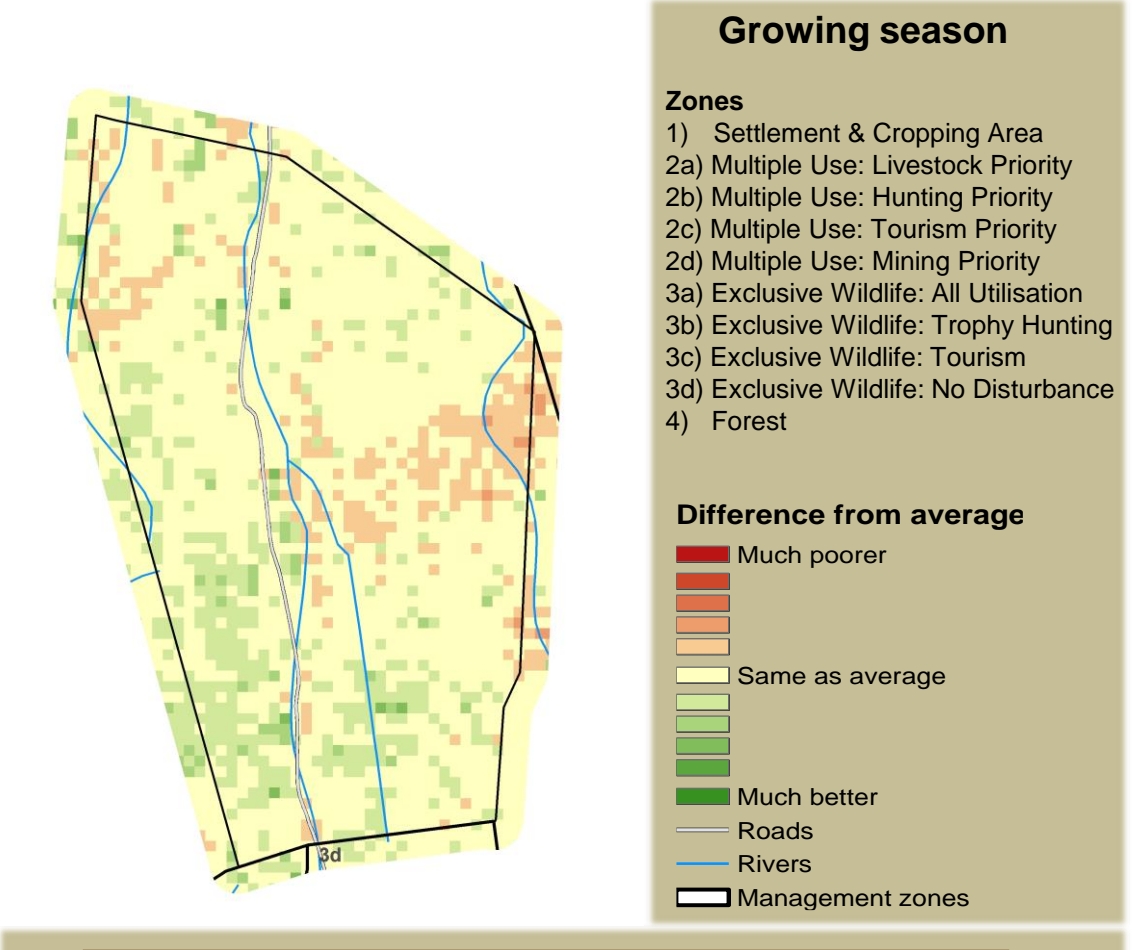 Growing season
Zones
1) Settlement & Cropping Area
2a) Multiple Use: Livestock Priority
2b) Multiple Use: Hunting Priority
2c) Multiple Use: Tourism Priority
2d) Multiple Use: Mining Priority
3a) Exclusive Wildlife: All Utilisation
3b) Exclusive Wildlife: Trophy Hunting
3c) Exclusive Wildlife: Tourism
3d) Exclusive Wildlife: No Disturbance
4) Forest
Difference from average
Much poorer
Same as average
Much better
Roads
Rivers
Management zones
3d